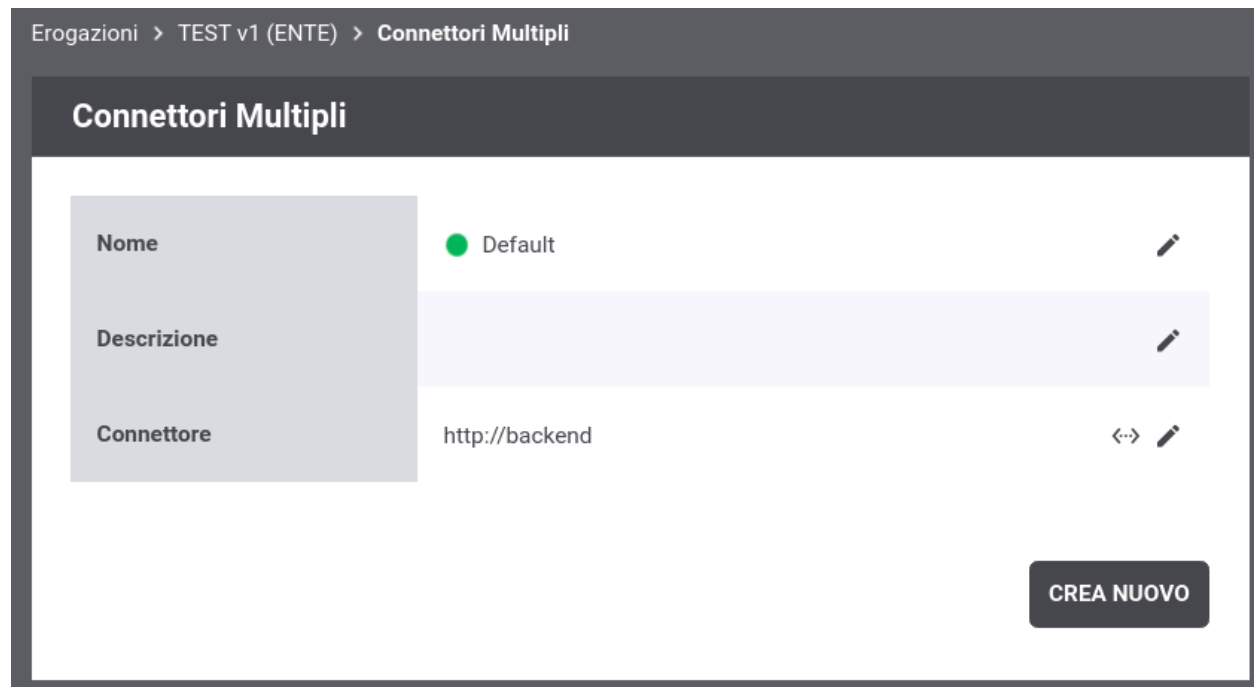 Erogazioni > TEST v1 (ENTE) > Connettori Multipli
Connettori Multipli
Nome Default
Descrizione
Connettore http://backend
CREA NUOVO